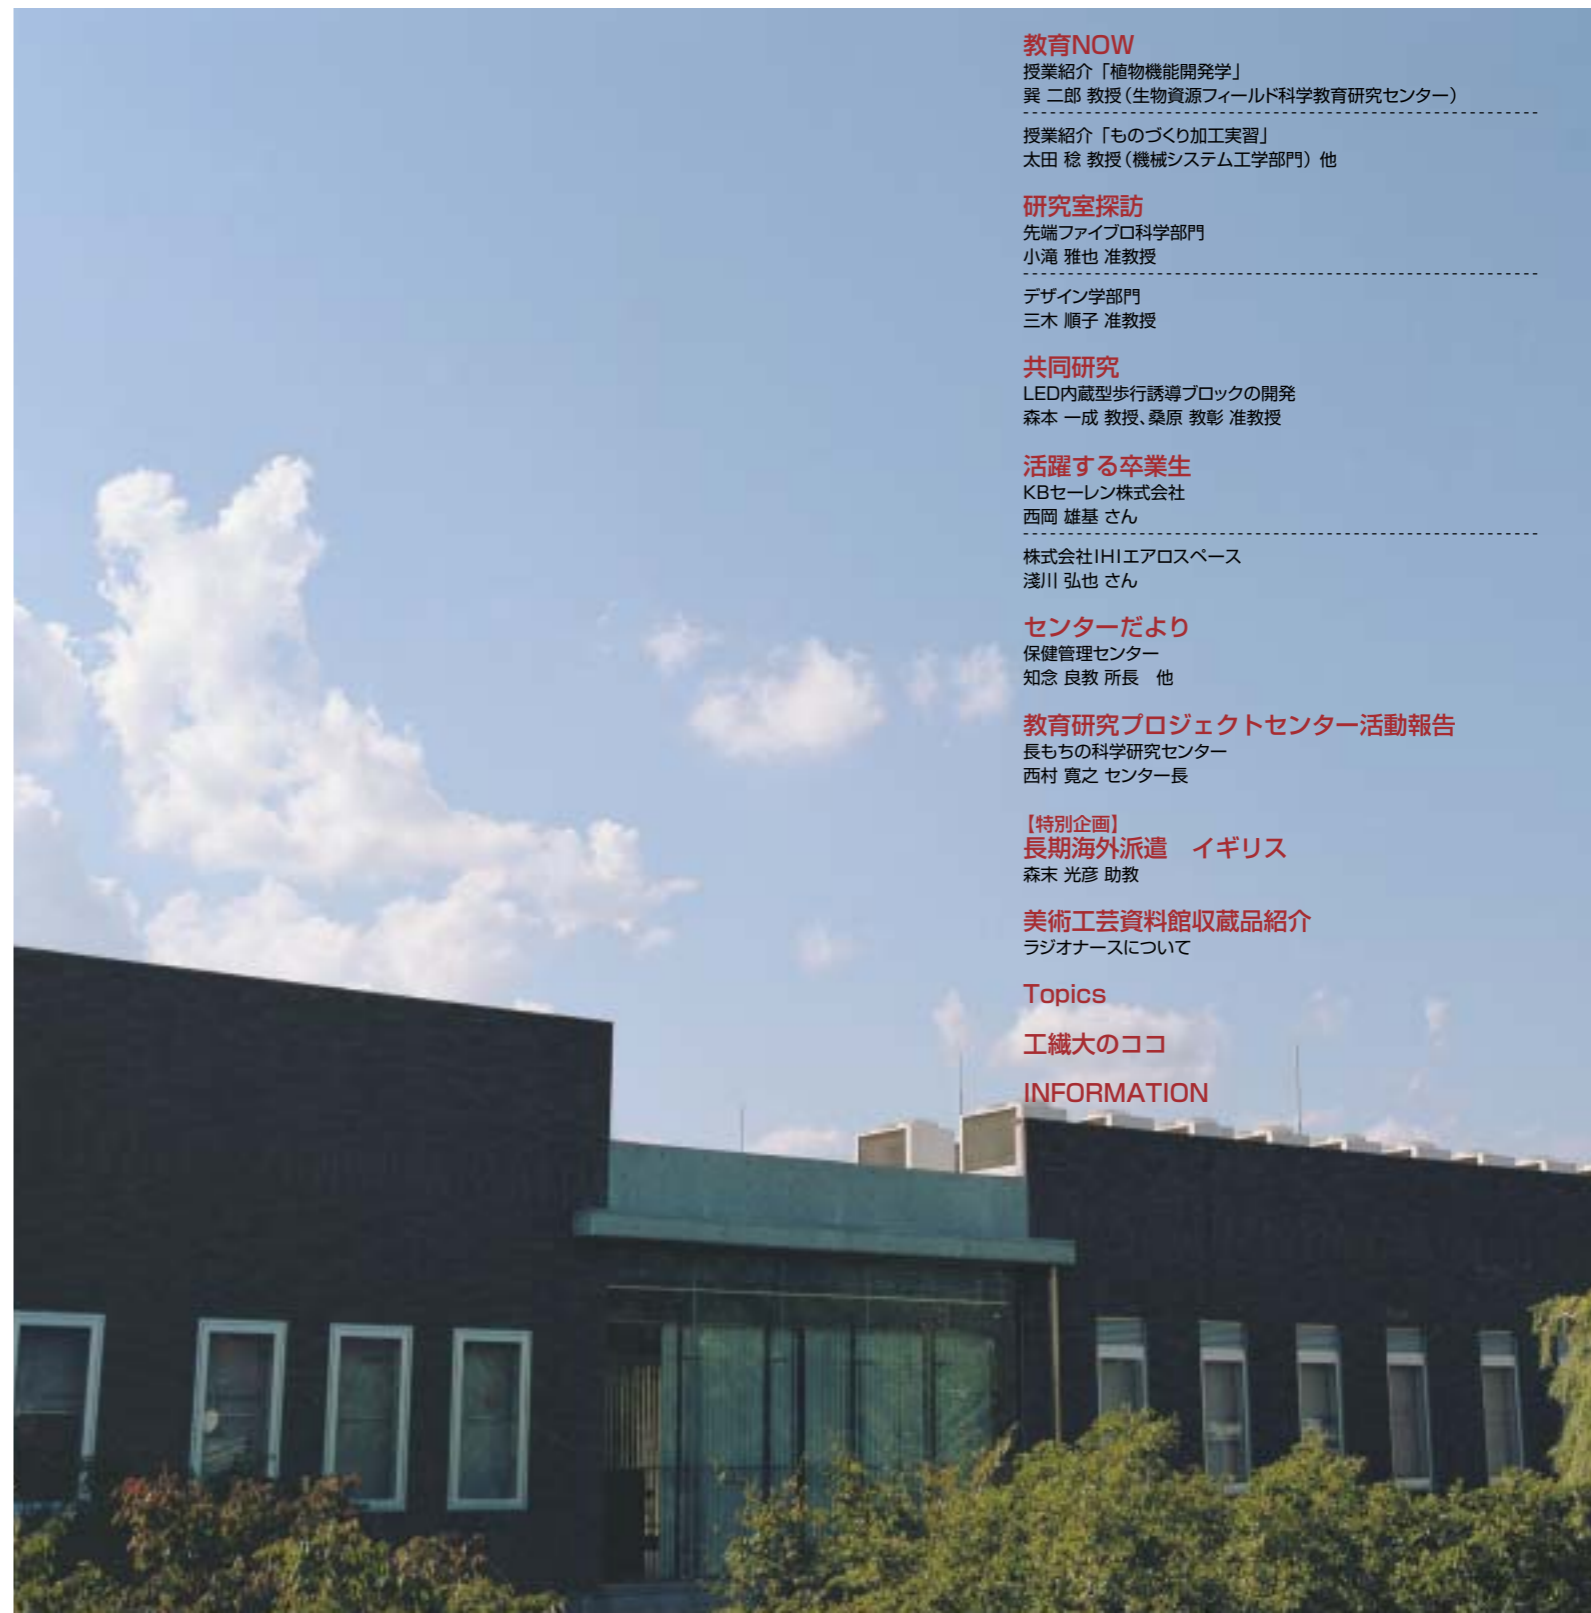 教育NOW
授業紹介「植物機能開発学」
巽 二郎 教授（生物資源フィールド科学教育研究センター）
授業紹介「ものづくり加工実習」
太田 稔 教授（機械システム工学部門）他
研究室探訪
先端ファイブロ科学部門
小滝 雅也 准教授
デザイン学部門
三木 順子 准教授
共同研究
LED内蔵型歩行誘導ブロックの開発
森本 一成 教授、桑原 教彰 准教授
活躍する卒業生
KBセーレン株式会社
西岡 雄基 さん
株式会社IHIエアロスペース
淺川 弘也 さん
センターだより
保健管理センター
知念 良教 所長　他
教育研究プロジェクトセンター活動報告
長もちの科学研究センター
西村 寛之 センター長
【特別企画】
長期海外派遣　イギリス
森末 光彦 助教
美術工芸資料館収蔵品紹介
ラジオナースについて
Topics
工繊大のココ
INFORMATION